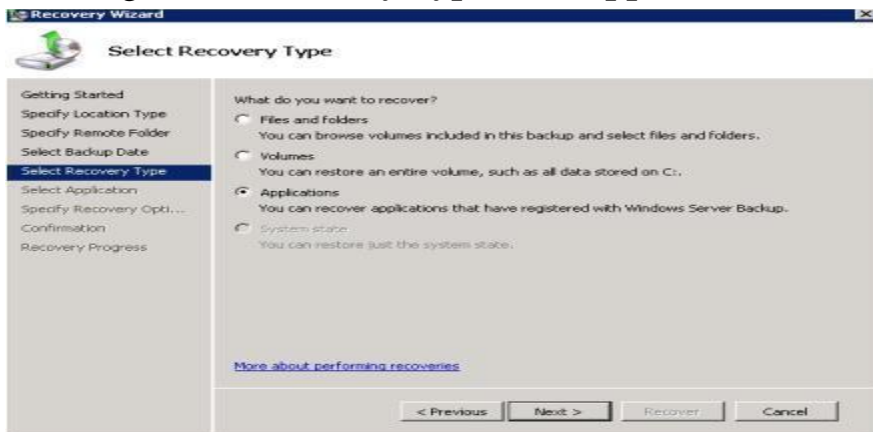 Recovery Wizard
Select Recovery Type
Getting Started
Specify Location Type
Specify Remote Folder
Select Backup Date
Select Recovery Type
Select Application
Specify Recovery Opti...
Confirmation
Recovery Progress
What do you want to recover?
Files and folders
You can browse volumes included in this backup and select files and folders.
Volumes
You can restore an entire volume, such as all data stored on C:.
Applications
You can recover applications that have registered with Windows Server Backup.
System state
You can restore just the system state.
More about performing recoveries
< Previous
Next >
Recover
Cancel